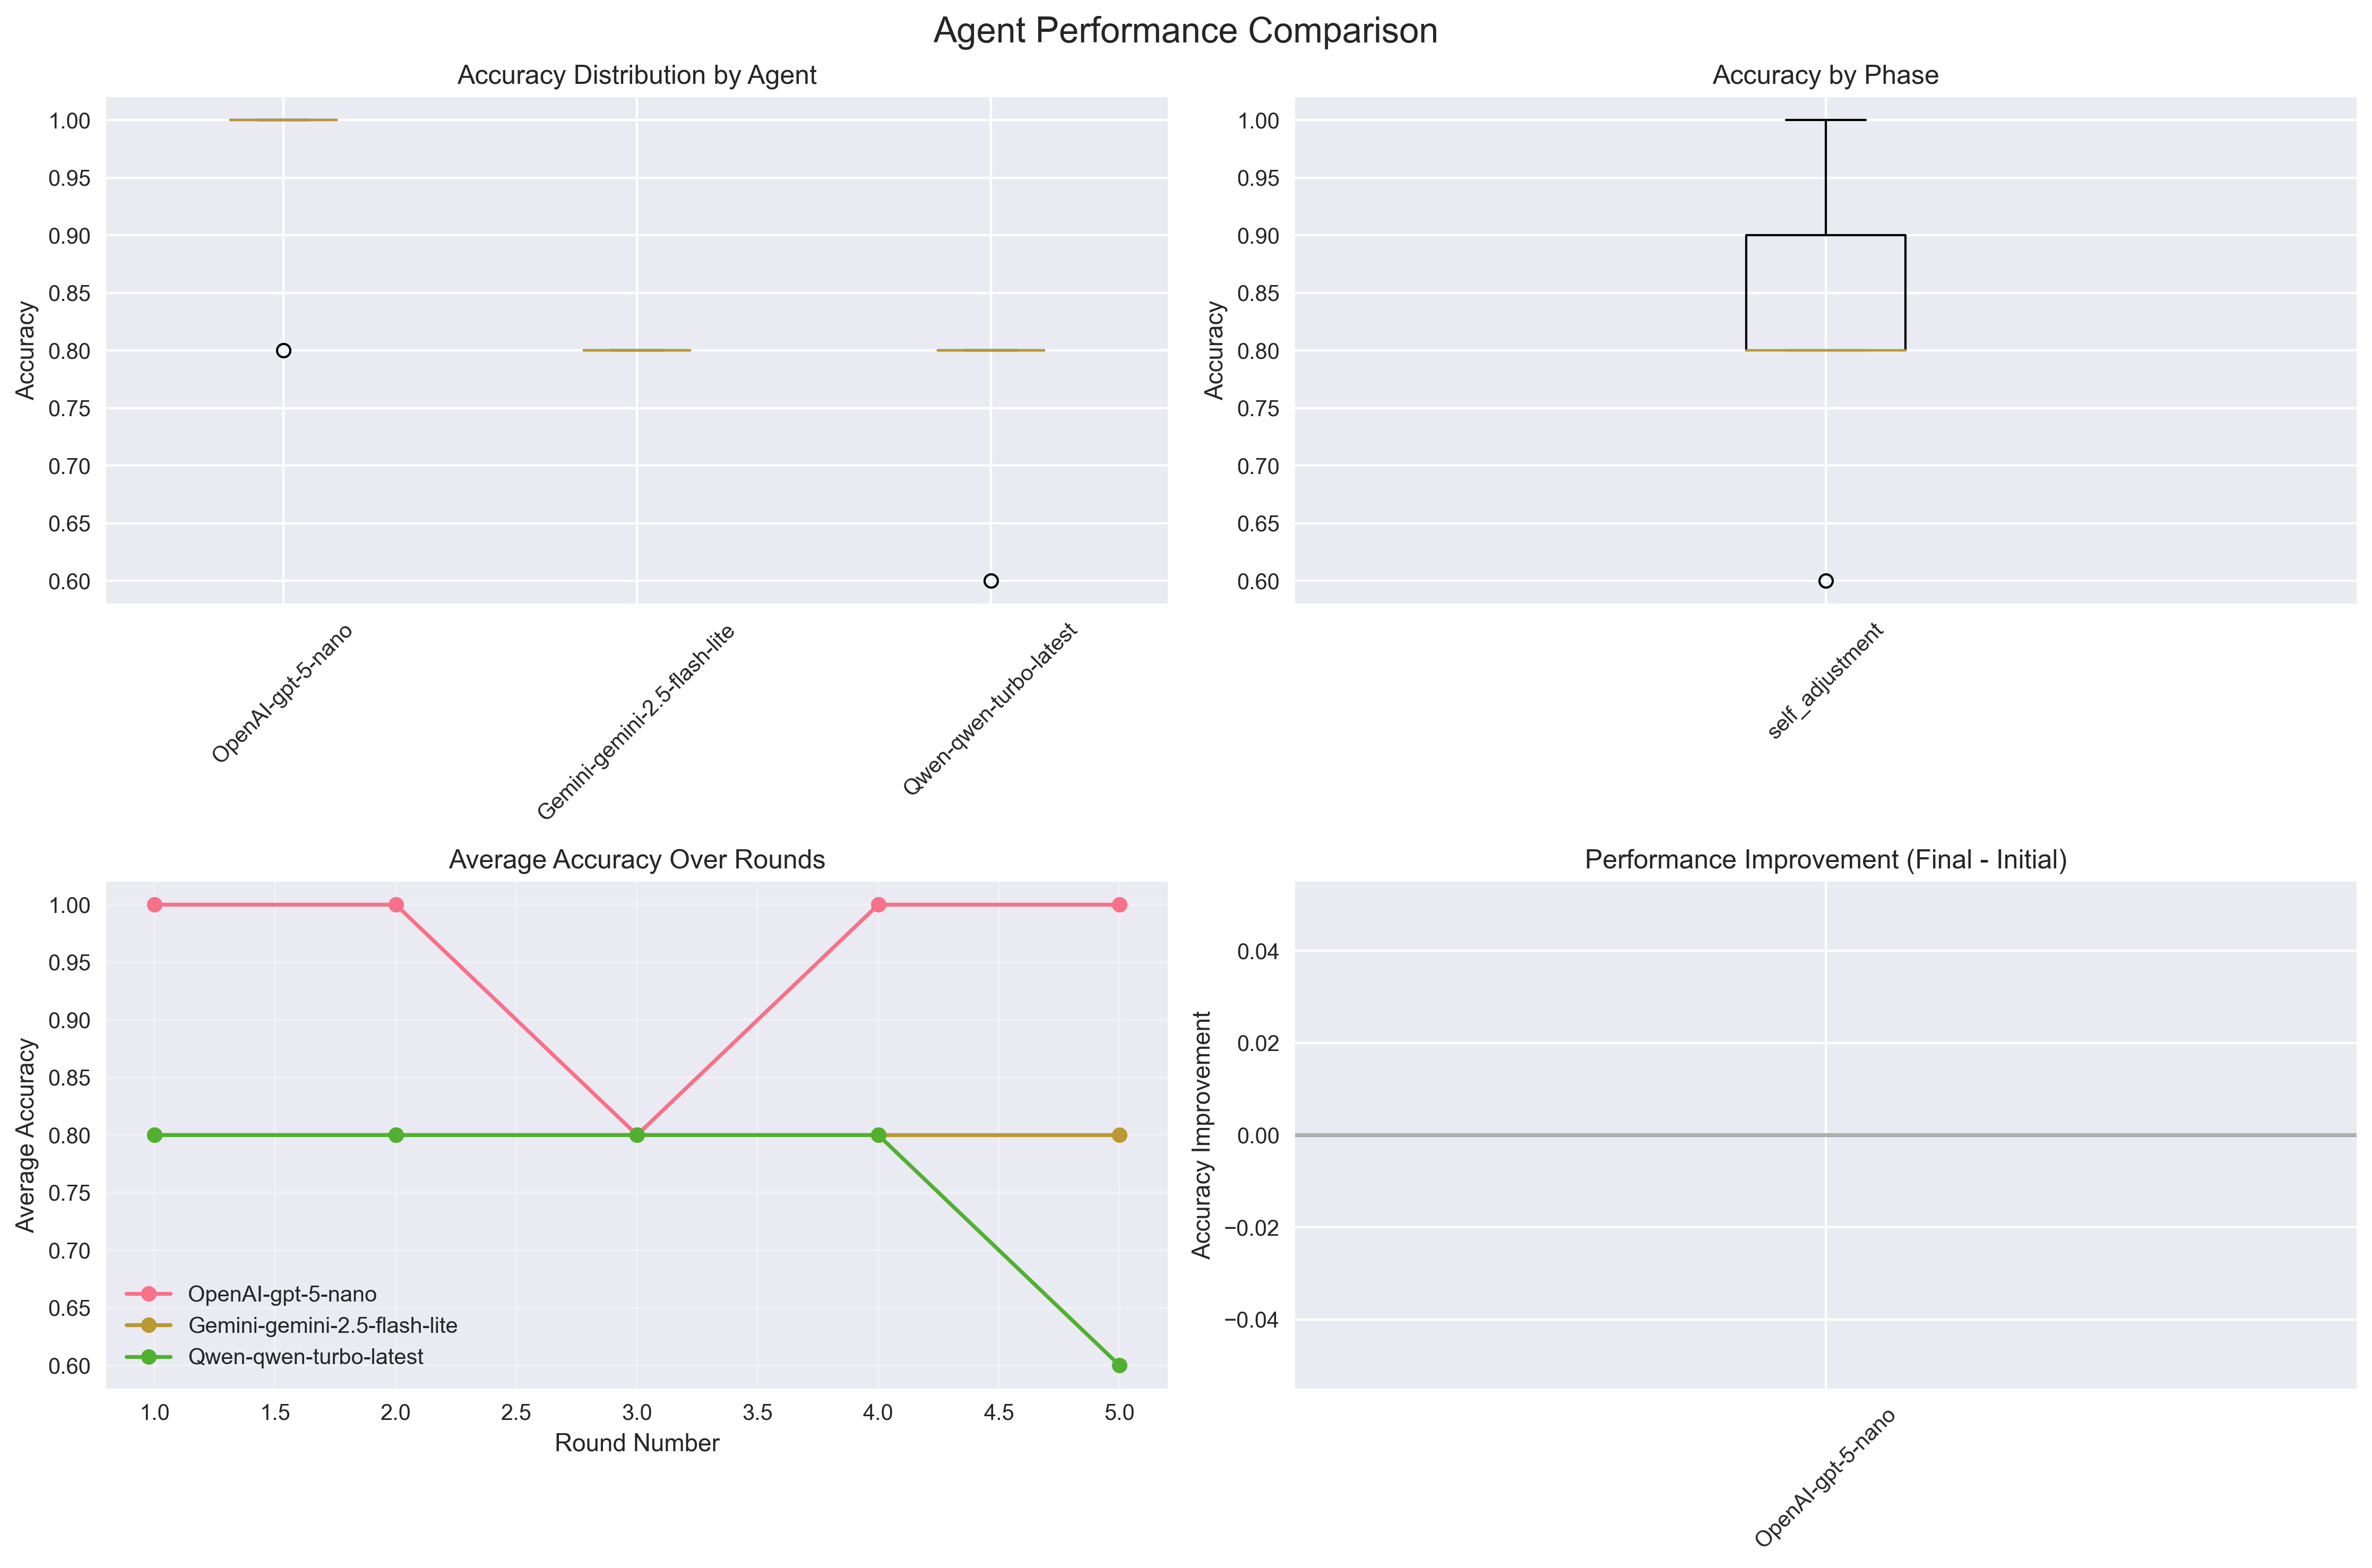 Agent Performance Comparison
Accuracy Distribution by Agent
Accuracy
1.00
0.95
0.90
0.85
0.80
0.75
0.70
0.65
0.60
OpenAI-gpt-5-nano
Gemini-gemini-2.5-flash-lite
Qwen-qwen-turbo-latest
Accuracy by Phase
Accuracy
1.00
0.95
0.90
0.85
0.80
0.75
0.70
0.65
0.60
self_adjustment
Average Accuracy Over Rounds
Average Accuracy
1.00
0.95
0.90
0.85
0.80
0.75
0.70
0.65
0.60
OpenAI-gpt-5-nano
Gemini-gemini-2.5-flash-lite
Qwen-qwen-turbo-latest
1.0 1.5 2.0 2.5 3.0 3.5 4.0 4.5 5.0
Round Number
Performance Improvement (Final - Initial)
Accuracy Improvement
0.04
0.02
0.00
−0.02
−0.04
OpenAI-gpt-5-nano